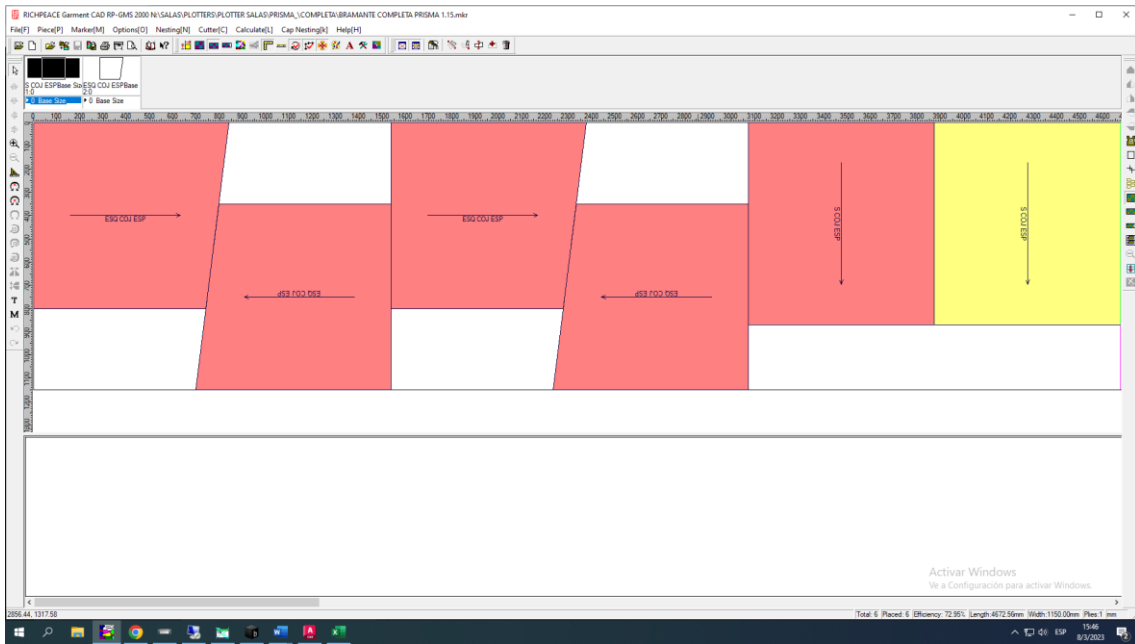 RICHPEACE Garment CAD RP-GMS 2000 N:\SALAS\PLOTTERS\PLOTTER SALAS\PRISMA_\COMPLETA\BRAMANTE COMPLETA PRISMA 1.15.mkr
File[F] Piece[P] Marker[M] Options[O] Nesting[N] Cutter[C] Calculate[L] Cap Nesting[k] Help[H]
S COJ ESPBase Siz ESQ COJ ESPBase
1:0 2:0
0 Base Size_ 0 Base Size
0 100 200 300 400 500 600 700 800 900 1000 1100 1200 1300 1400 1500 1600 1700 1800 1900 2000 2100 2200 2300 2400 2500 2600 2700 2800 2900 3000 3100 3200 3300 3400 3500 3600 3700 3800 3900 4000 4100 4200 4300 4400 4500 4600
ESQ COJ ESP
ESQ COJ ESP
S COJ ESP
S COJ ESP
ESQ COJ ESP
ESQ COJ ESP
T
M
Activar Windows
Ve a Configuración para activar Windows.
2856.44, 1317.58
Total: 6 Placed: 6 Efficiency: 72.95% Length:4672.56mm Width:1150.00mm Plies:1 mm
ESP
15:46
8/3/2023